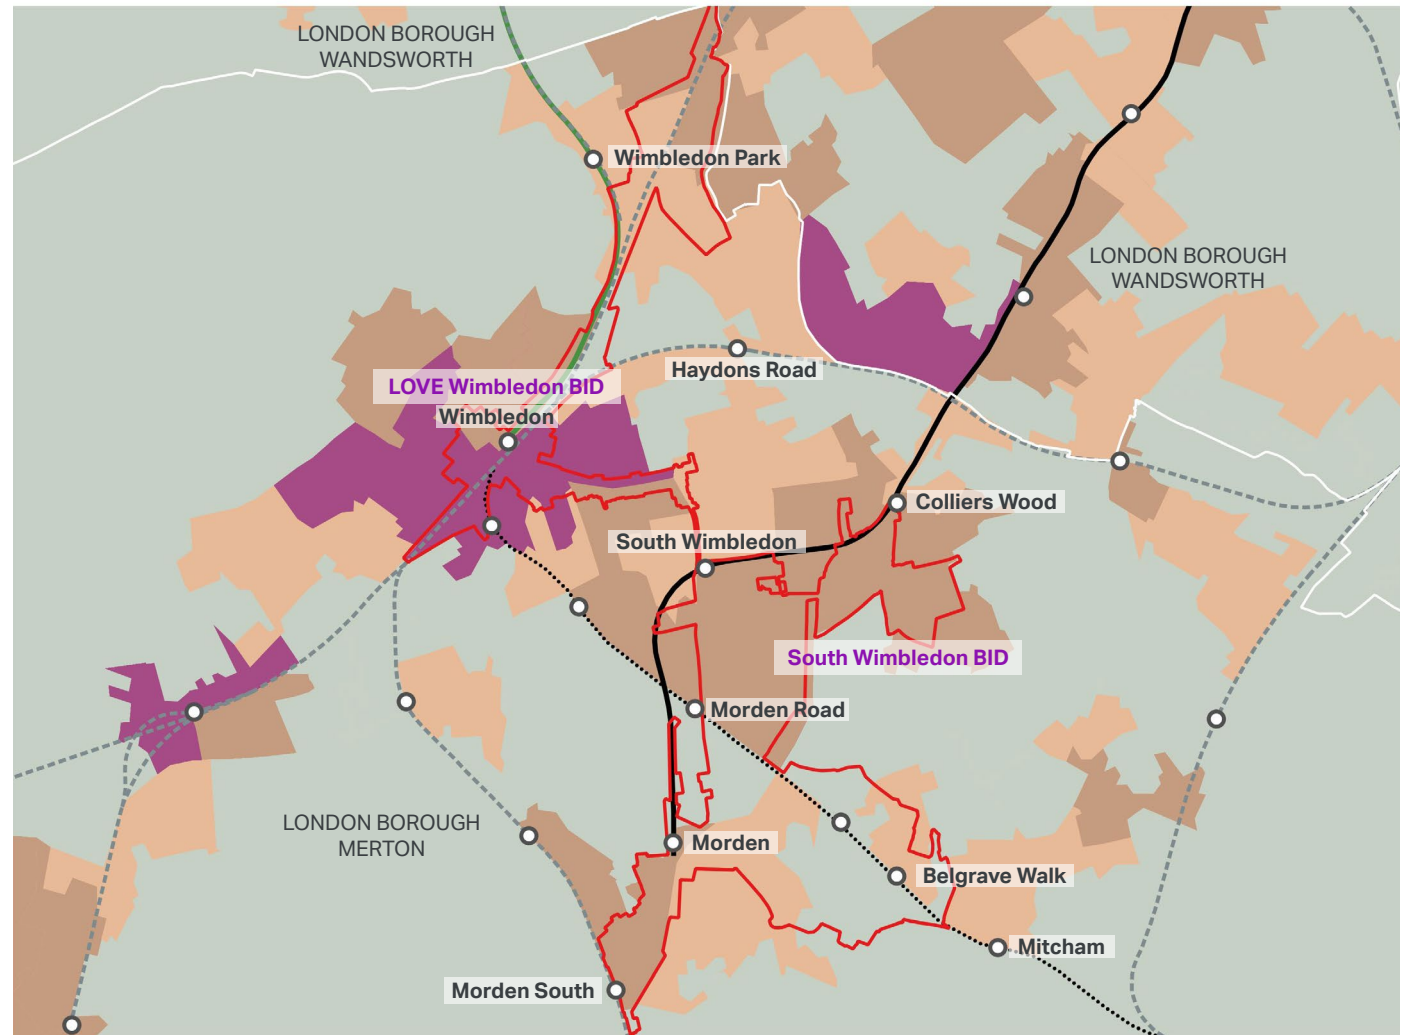 LONDON BOROUGH
WANDSWORTH
Wimbledon Park
LONDON BOROUGH
WANDSWORTH
Haydons Road
LOVE Wimbledon BID
Wimbledon
Colliers Wood
South Wimbledon
South Wimbledon BID
Morden Road
LONDON BOROUGH
MERTON
Morden
Belgrave Walk
Mitcham
Morden South